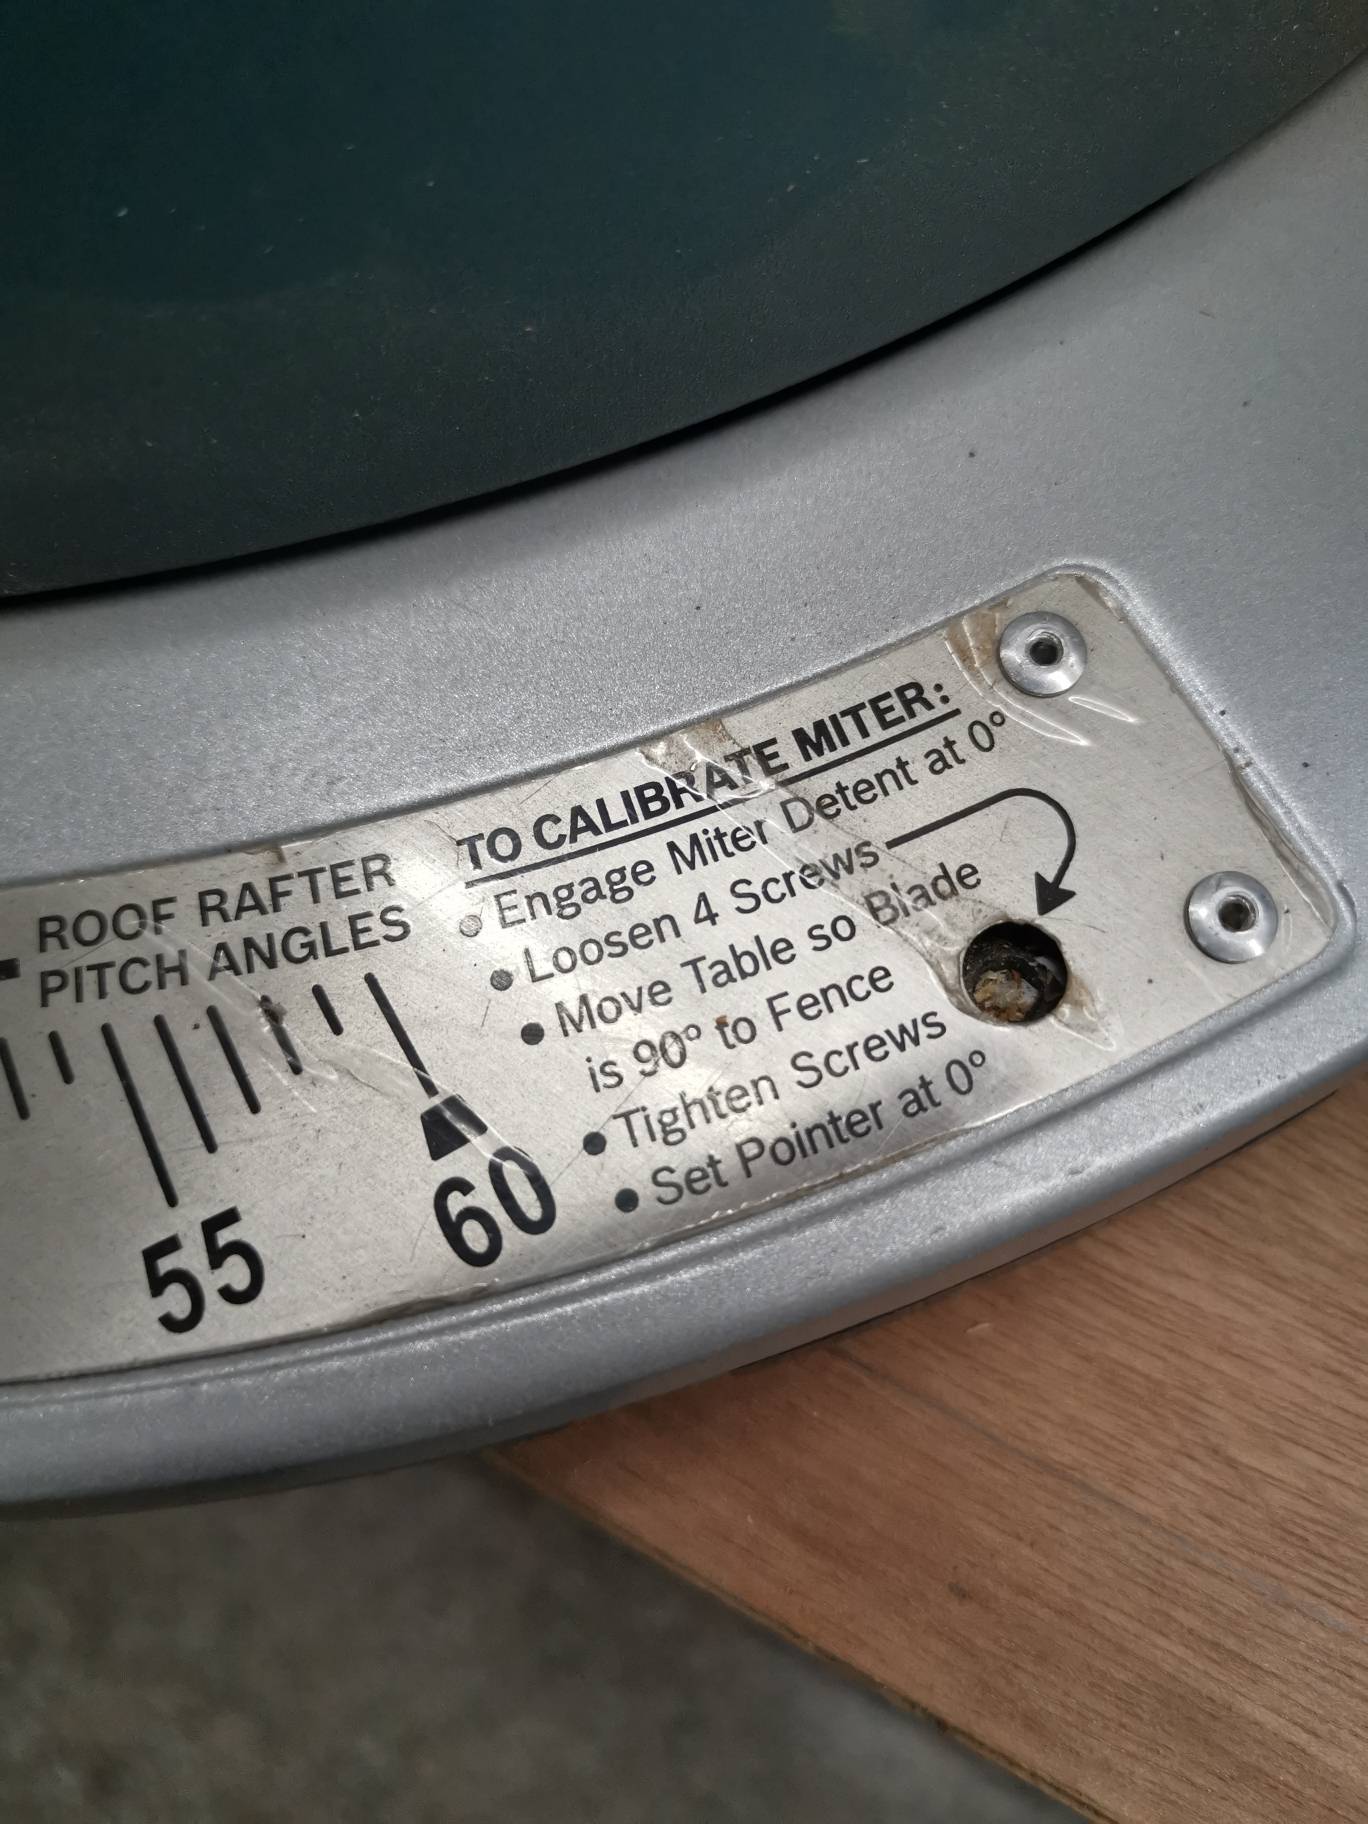 ROOF RAFTER
PITCH ANGLES
55
60
TO CALIBRATE MITER:
• Engage Miter Detent at 0°
• Loosen 4 Screws
• Move Table so Blade
is 90° to Fence
• Tighten Screws
• Set Pointer at 0°